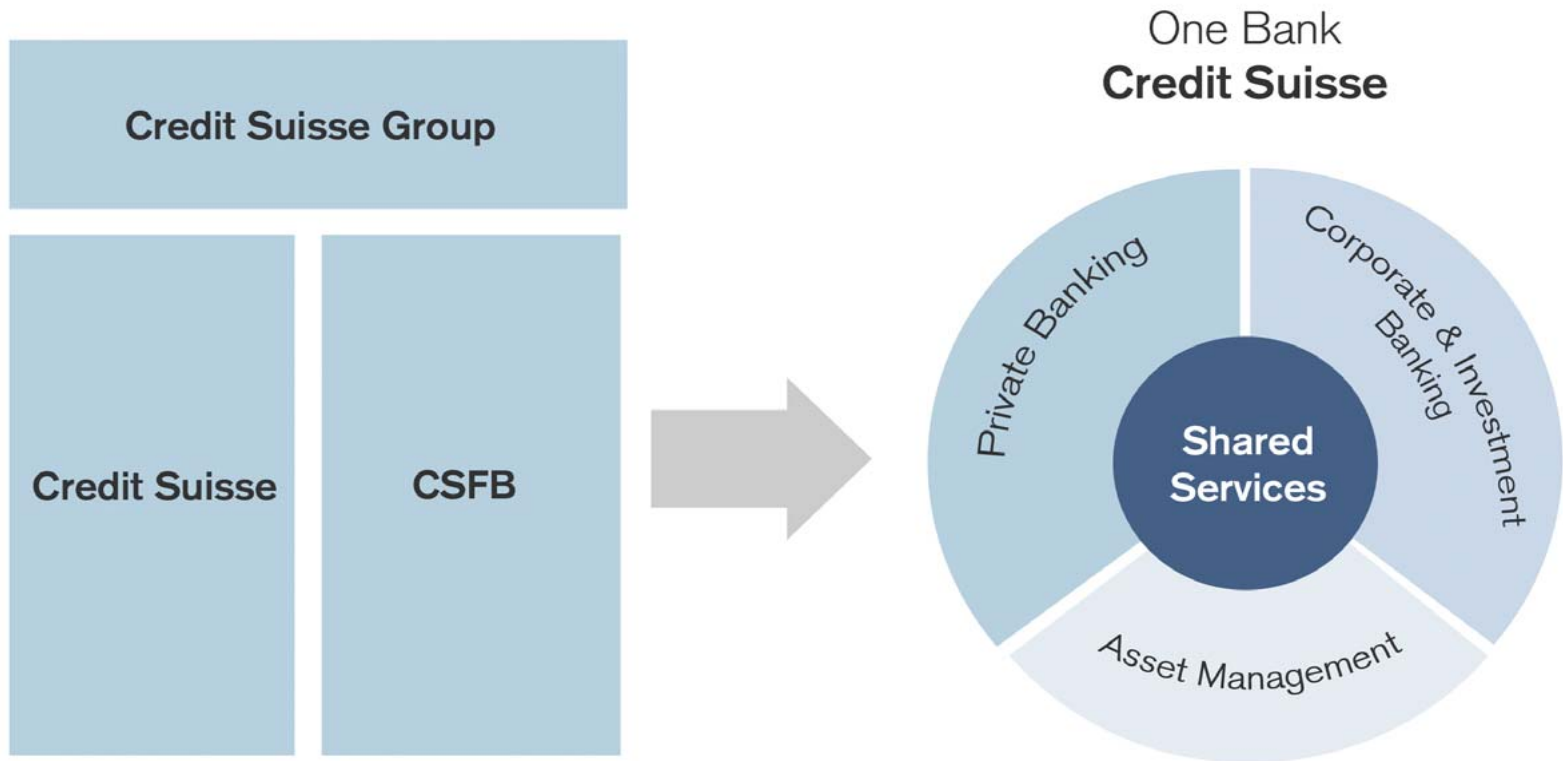 Credit Suisse Group
Credit Suisse
CSFB
One Bank
Credit Suisse
Private Banking
Corporate & Investment
Banking
Shared
Services
Asset Management